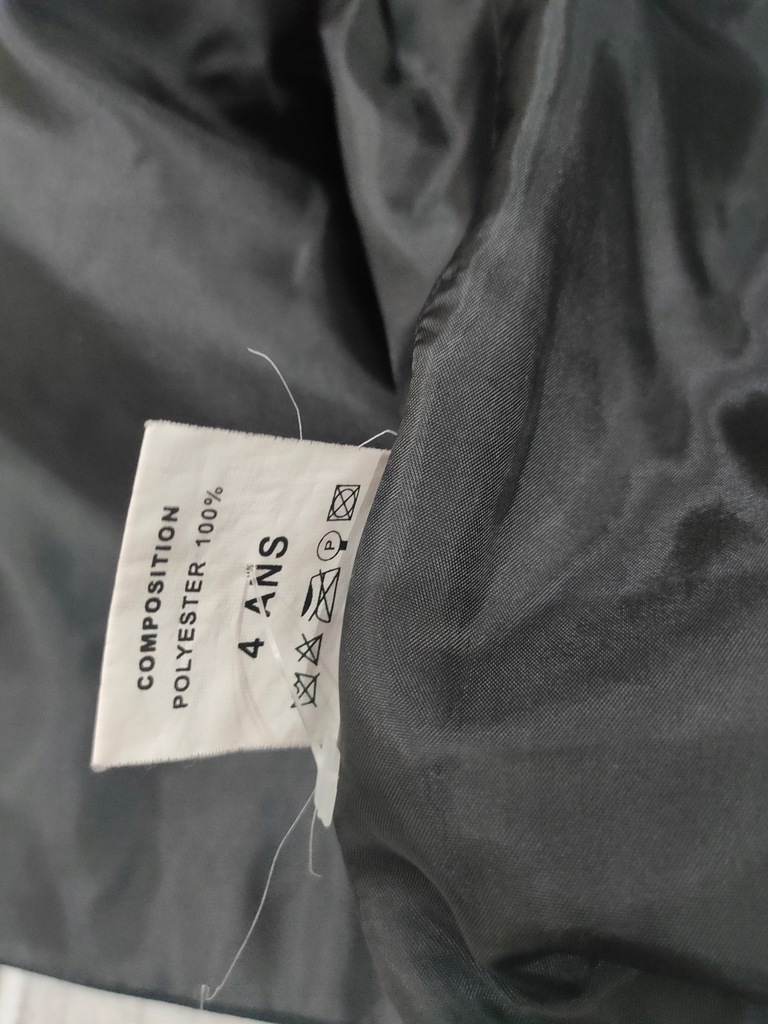 COMPOSITION
POLYESTER 100%
4 ANS
P